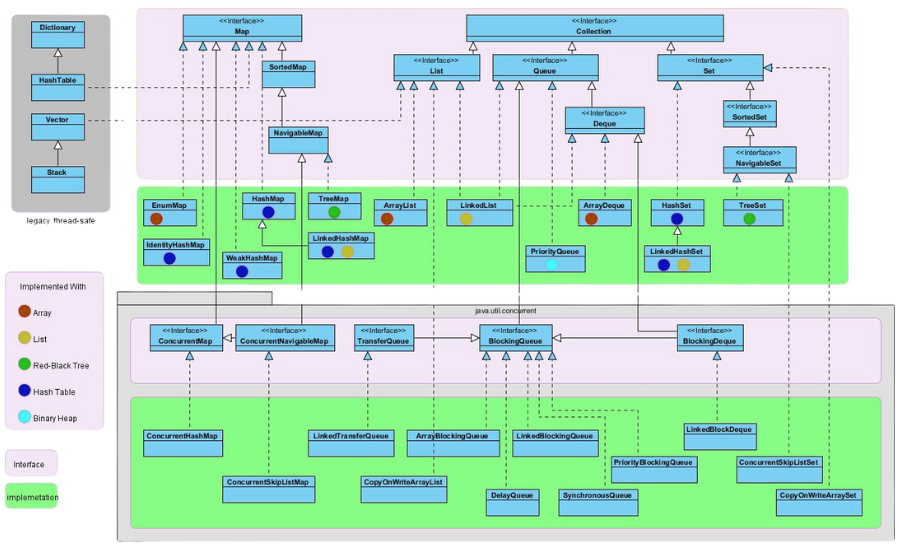 Dictionary
HashTable
Vector
Stack
legacy thread-safe
<<Interface>>
Map
<<Interface>>
Collection
SortedMap
<<Interface>>
List
<<Interface>>
Queue
<<Interface>>
Set
NavigableMap
<<Interface>>
Deque
<<Interface>>
SortedSet
<<Interface>>
NavigableSet
EnumMap
HashMap
TreeMap
ArrayList
LinkedList
ArrayDeque
HashSet
TreeSet
IdentityHashMap
WeakHashMap
LinkedHashMap
PriorityQueue
LinkedHashSet
Implemented With
Array
List
Red-Black Tree
Hash Table
Binary Heap
Interface
implemetation
java.util.concurrent
<<Interface>>
ConcurrentMap
<<Interface>>
ConcurrentNavigableMap
<<Interface>>
TransferQueue
<<Interface>>
BlockingQueue
<<Interface>>
BlockingDeque
ConcurrentHashMap
LinkedTransferQueue
ArrayBlockingQueue
LinkedBlockingQueue
LinkedBlockDeque
PriorityBlockingQueue
ConcurrentSkipListSet
ConcurrentSkipListMap
CopyOnWriteArrayList
DelayQueue
SynchronousQueue
CopyOnWriteArraySet